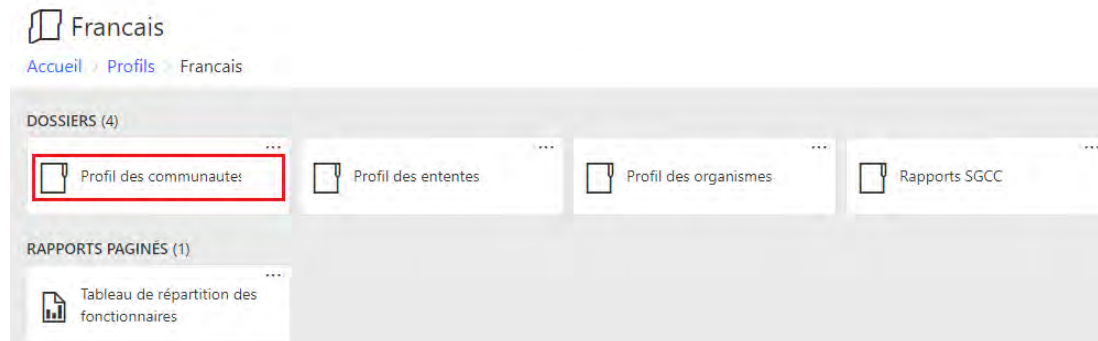 Francais
Accueil > Profils > Francais
DOSSIERS (4)
Profil des communautes
Profil des ententes
Profil des organismes
Rapports SGCC
RAPPORTS PAGINÉS (1)
Tableau de répartition des
fonctionnaires